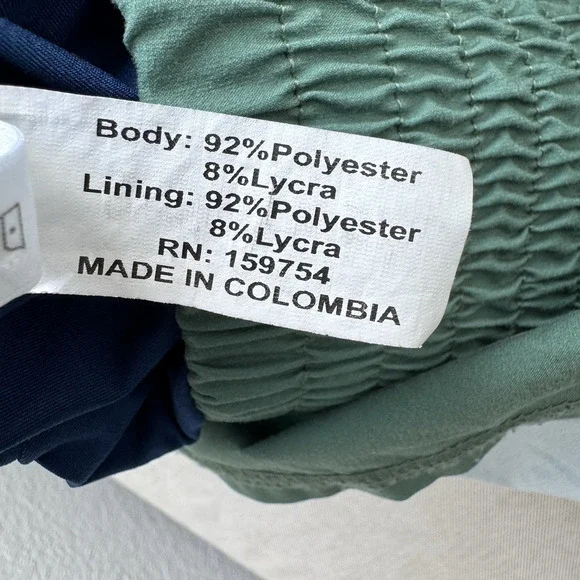 Body: 92%Polyester
8%Lycra
Lining: 92%Polyester
8%Lycra
RN: 159754
MADE IN COLOMBIA